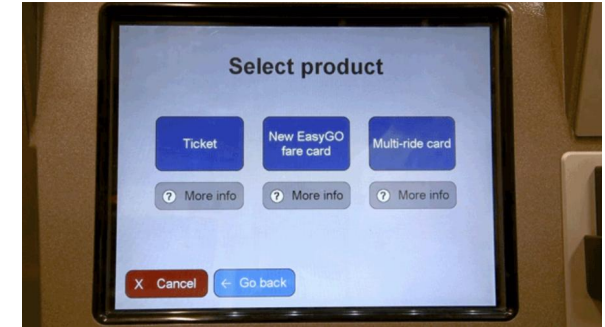 Select product
Ticket
New EasyGO
fare card
Multi-ride card
? More info
? More info
? More info
X Cancel
← Go back